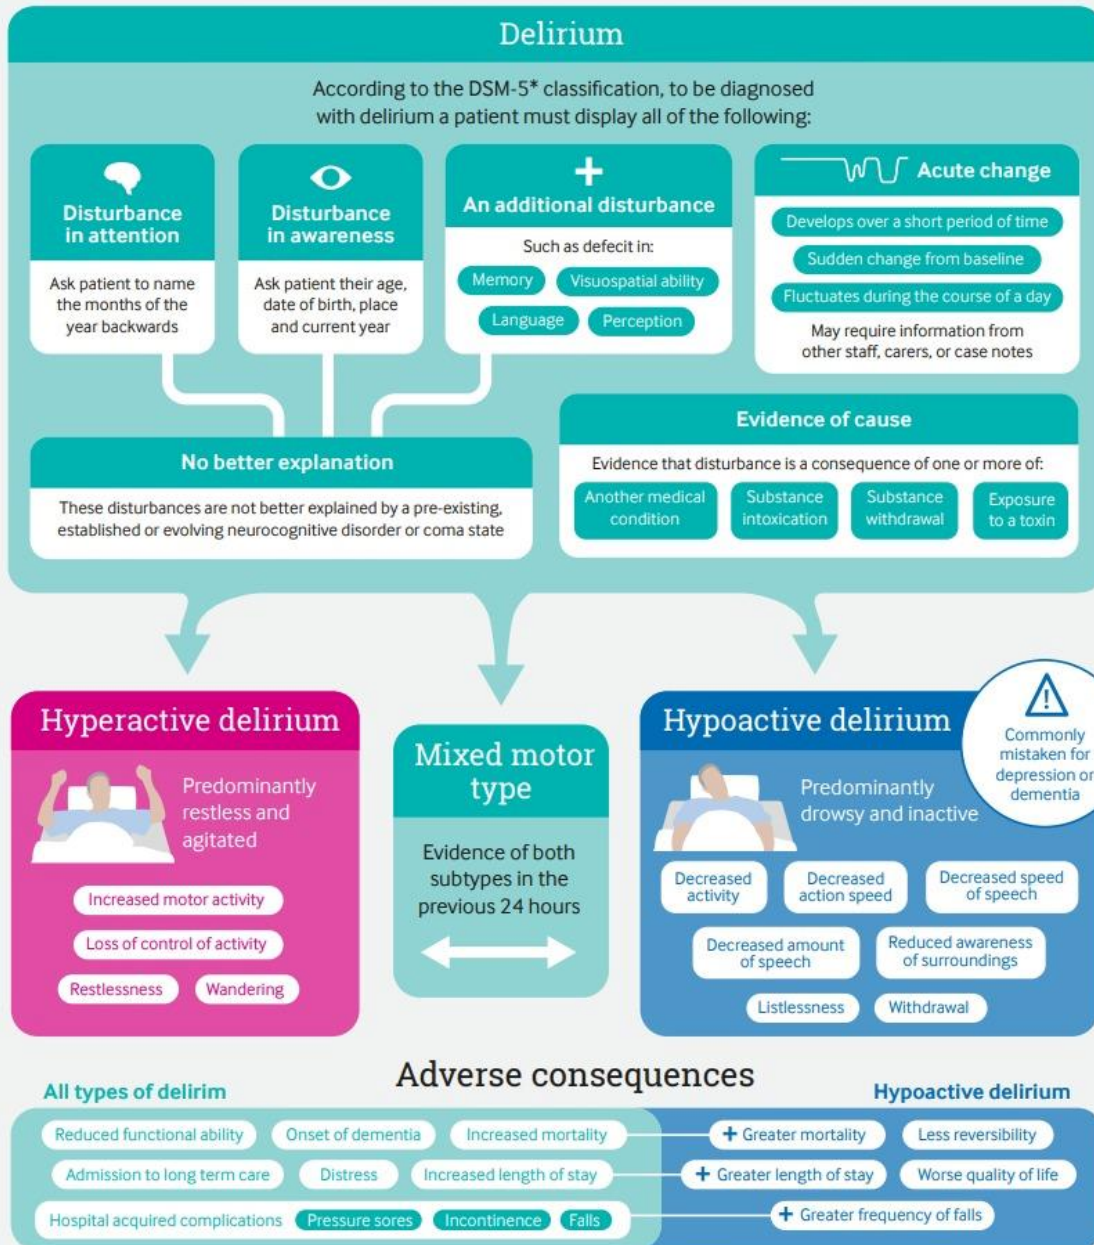 Delirium
According to the DSM-5* classification, to be diagnosed
with delirium a patient must display all of the following:
Disturbance
in attention
Ask patient to name
the months of the
year backwards
Disturbance
in awareness
Ask patient their age,
date of birth, place
and current year
An additional disturbance
Such as defect in:
Memory
Visuospatial ability
Language
Perception
Acute change
Develops over a short period of time
Sudden change from baseline
Fluctuates during the course of a day
May require information from
other staff, carers, or case notes
No better explanation
These disturbances are not better explained by a pre-existing,
established or evolving neurocognitive disorder or coma state
Evidence of cause
Evidence that disturbance is a consequence of one or more of:
Another medical
condition
Substance
intoxication
Substance
withdrawal
Exposure
to a toxin
Hyperactive delirium
Predominantly
restless and
agitated
Increased motor activity
Loss of control of activity
Restlessness
Wandering
Mixed motor
type
Evidence of both
subtypes in the
previous 24 hours
Hypoactive delirium
Commonly
mistaken for
depression or
dementia
Predominantly
drowsy and inactive
Decreased
activity
Decreased
action speed
Decreased speed
of speech
Decreased amount
of speech
Reduced awareness
of surroundings
Listlessness
Withdrawal
Adverse consequences
All types of delirim
Hypoactive delirium
Reduced functional ability
Onset of dementia
Increased mortality
+ Greater mortality
Less reversibility
Admission to long term care
Distress
Increased length of stay
+ Greater length of stay
Worse quality of life
Hospital acquired complications
Pressure sores
Incontinence
Falls
+ Greater frequency of falls